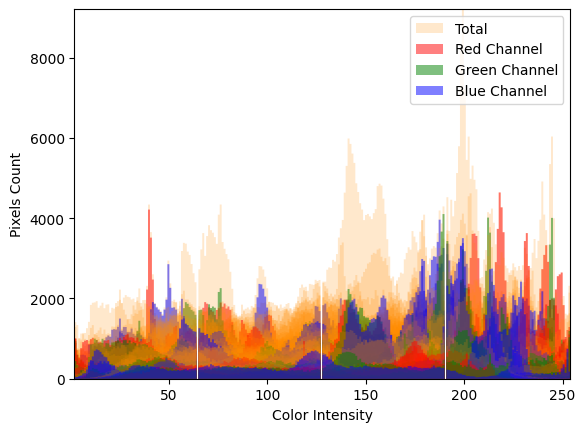 Total
Red Channel
Green Channel
Blue Channel
8000
6000
4000
2000
0
50
100
150
200
250
Pixels Count
Color Intensity